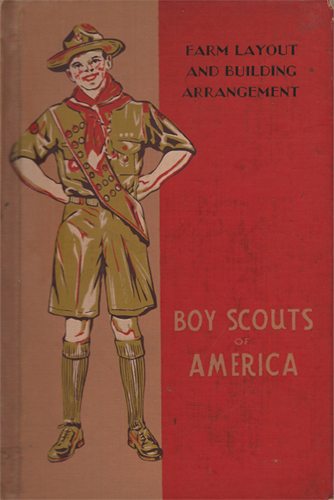 FARM LAYOUT
AND BUILDING
ARRANGEMENT
BOY SCOUTS
OF
AMERICA